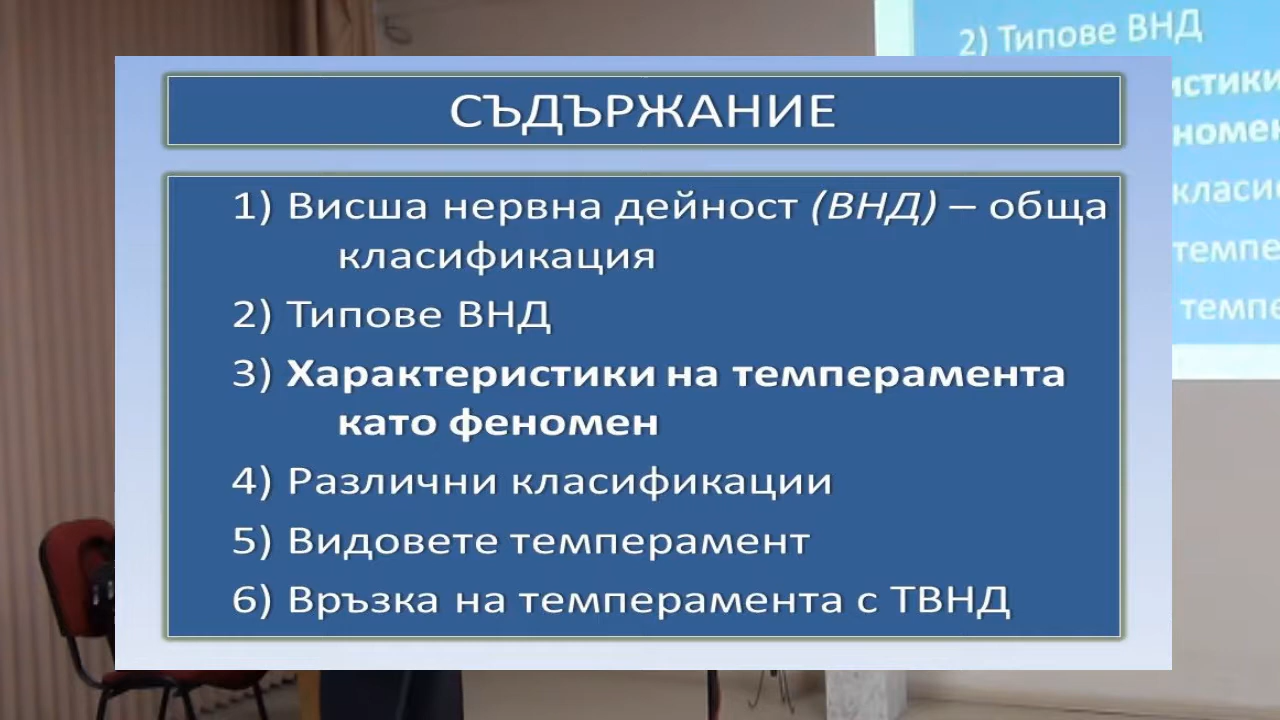 СЪДЪРЖАНИЕ
1) Висша нервна дейност (ВНД) – обща
класификация
2) Типове ВНД
3) Характеристики на темперамента
като феномен
4) Различни класификации
5) Видовете темперамент
6) Връзка на темперамента с ТВНД
2) Типове ВНД